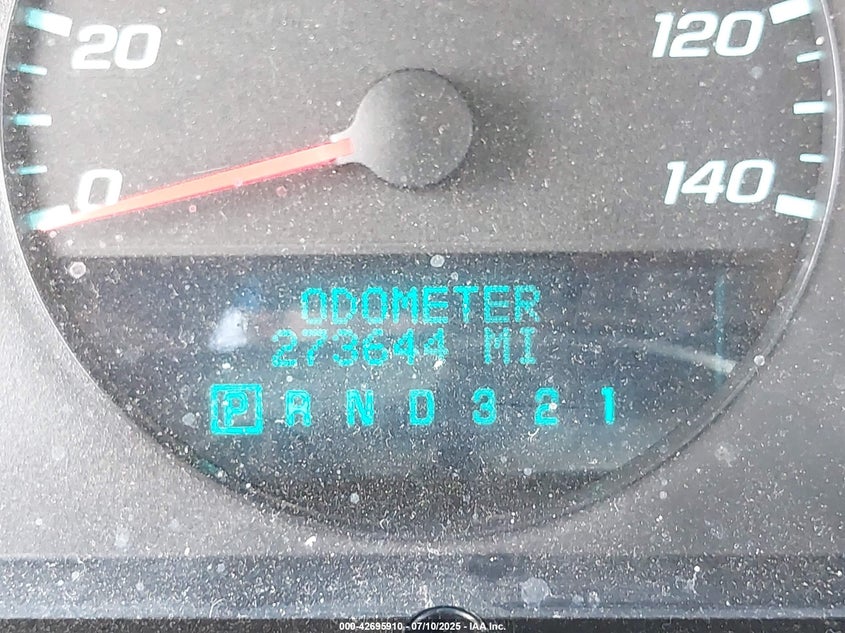 20 120
0 140
ODOMETER
273644 MI
P R N D 3 2 1
000-42695910 - 07/10/2025 - IAA Inc.